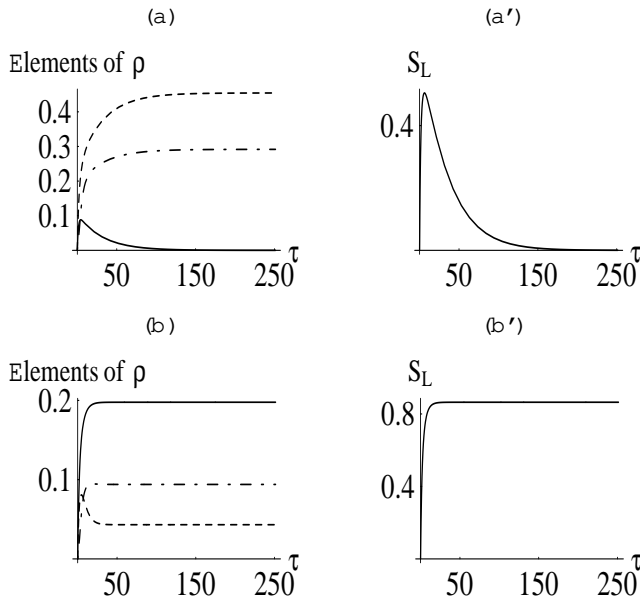 (a)
(a′)
Elements of ρ
S_L
0.4
0.3
0.2
0.1
50 150 250 τ
0.4
50 150 250 τ
(b)
(b′)
Elements of ρ
S_L
0.2
0.1
50 150 250 τ
0.8
0.4
50 150 250 τ